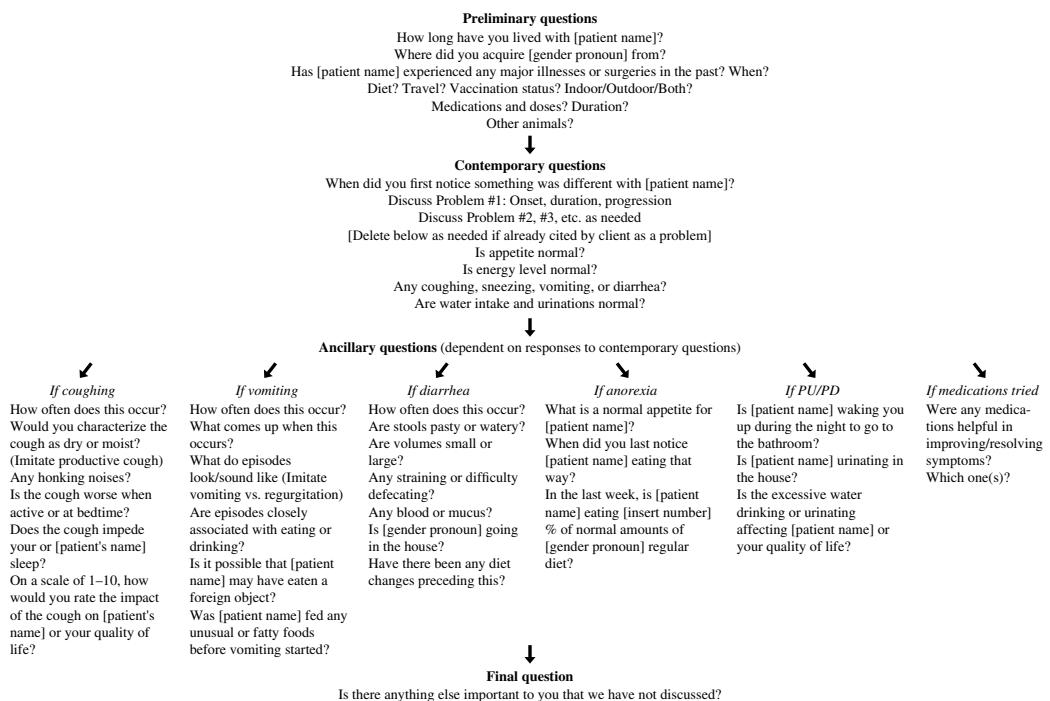 Preliminary questions
How long have you lived with [patient name]?
Where did you acquire [gender pronoun] from?
Has [patient name] experienced any major illnesses or surgeries in the past? When?
Diet? Travel? Vaccination status? Indoor/Outdoor/Both?
Medications and doses? Duration?
Other animals?
Contemporary questions
When did you first notice something was different with [patient name]?
Discuss Problem #1: Onset, duration, progression
Discuss Problem #2, #3, etc. as needed
[Delete below as needed if already cited by client as a problem]
Is appetite normal?
Is energy level normal?
Any coughing, sneezing, vomiting, or diarrhea?
Are water intake and urinations normal?
Ancillary questions (dependent on responses to contemporary questions)
If coughing
How often does this occur?
Would you characterize the
cough as dry or moist?
(Imitate productive cough)
Any honking noises?
Is the cough worse when
active or at bedtime?
Does the cough impede
your or [patient's name]
sleep?
On a scale of 1–10, how
would you rate the impact
of the cough on [patient's
name] or your quality of
life?
If vomiting
How often does this occur?
What comes up when this
occurs?
What do episodes
look/sound like (Imitate
vomiting vs. regurgitation)
Are episodes closely
associated with eating or
drinking?
Is it possible that [patient
name] may have eaten a
foreign object?
Was [patient name] fed any
unusual or fatty foods
before vomiting started?
If diarrhea
How often does this occur?
Are stools pasty or watery?
Are volumes small or
large?
Any straining or difficulty
defecating?
Any blood or mucus?
Is [gender pronoun] going
in the house?
Have there been any diet
changes preceding this?
If anorexia
What is a normal appetite for
[patient name]?
When did you last notice
[patient name] eating that
way?
In the last week, is [patient
name] eating [insert number]
% of normal amounts of
[gender pronoun] regular
diet?
If PU/PD
Is [patient name] waking you
up during the night to go to
the bathroom?
Is [patient name] urinating in
the house?
Is the excessive water
drinking or urinating
affecting [patient name] or
your quality of life?
If medications tried
Were any medica-
tions helpful in
improving/resolving
symptoms?
Which one(s)?
Final question
Is there anything else important to you that we have not discussed?